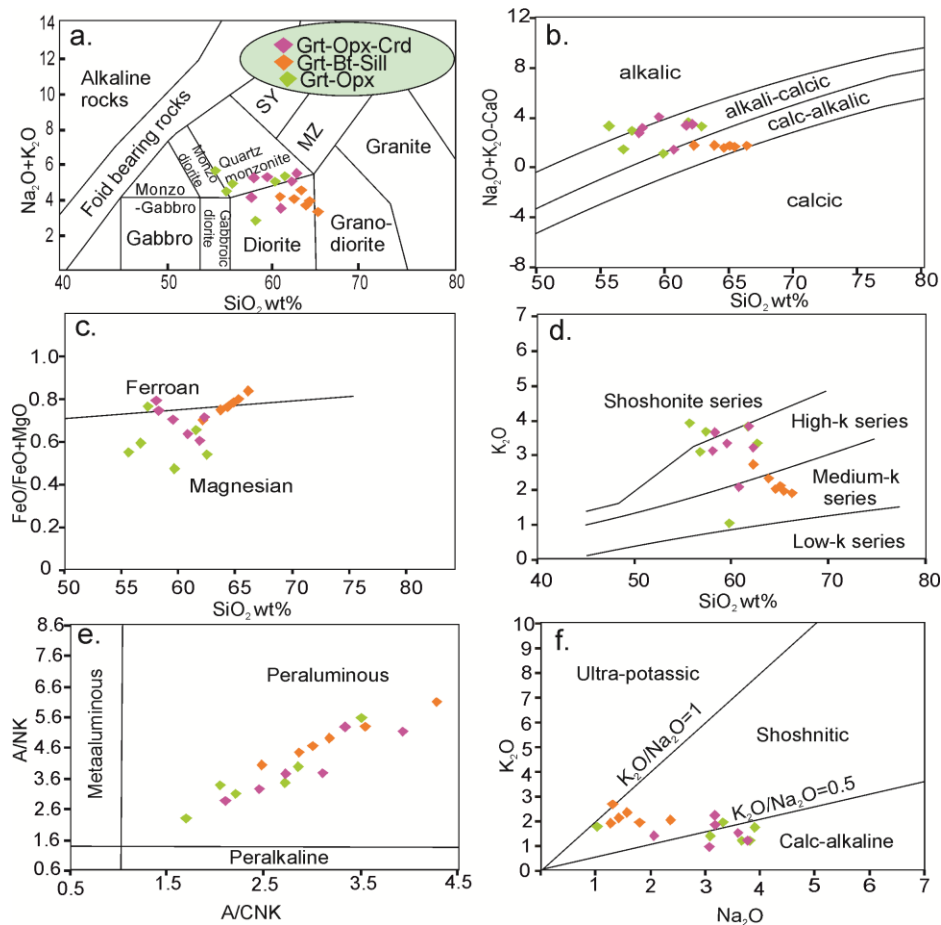 a.
14
12
10
8
6
4
2
Na₂O+K₂O
Alkaline
rocks
Foid bearing rocks
Grt-Opx-Crd
Grt-Bt-Sill
Grt-Opx
SY
MZ
Granite
Monzo
diorite
Quartz
monzonite
Monzo
-Gabbro
Gabbro
Gabbroic
diorite
Diorite
Grano-
diorite
40
50
60
70
80
SiO₂ wt%
b.
12
8
4
0
-4
-8
Na₂O+K₂O-CaO
alkalic
alkali-calcic
calc-alkalic
calcic
50
55
60
65
70
75
80
SiO₂ wt%
c.
1.0
0.8
0.6
0.4
0.2
0
FeO/FeO+MgO
Ferroan
Magnesian
50
55
60
65
70
75
80
SiO₂ wt%
d.
7
6
5
4
3
2
1
0
K₂O
Shoshonite series
High-k series
Medium-k
series
Low-k series
40
50
60
70
80
SiO₂ wt%
e.
8.6
7.6
6.6
5.6
4.6
3.6
2.6
1.6
0.6
A/NK
Metaaluminous
Peraluminous
Peralkaline
0.5
1.5
2.5
3.5
4.5
A/CNK
f.
10
9
8
7
6
5
4
3
2
1
0
K₂O
Ultra-potassic
K₂O/Na₂O=1
Shoshnitic
K₂O/Na₂O=0.5
Calc-alkaline
1
2
3
4
5
6
7
Na₂O